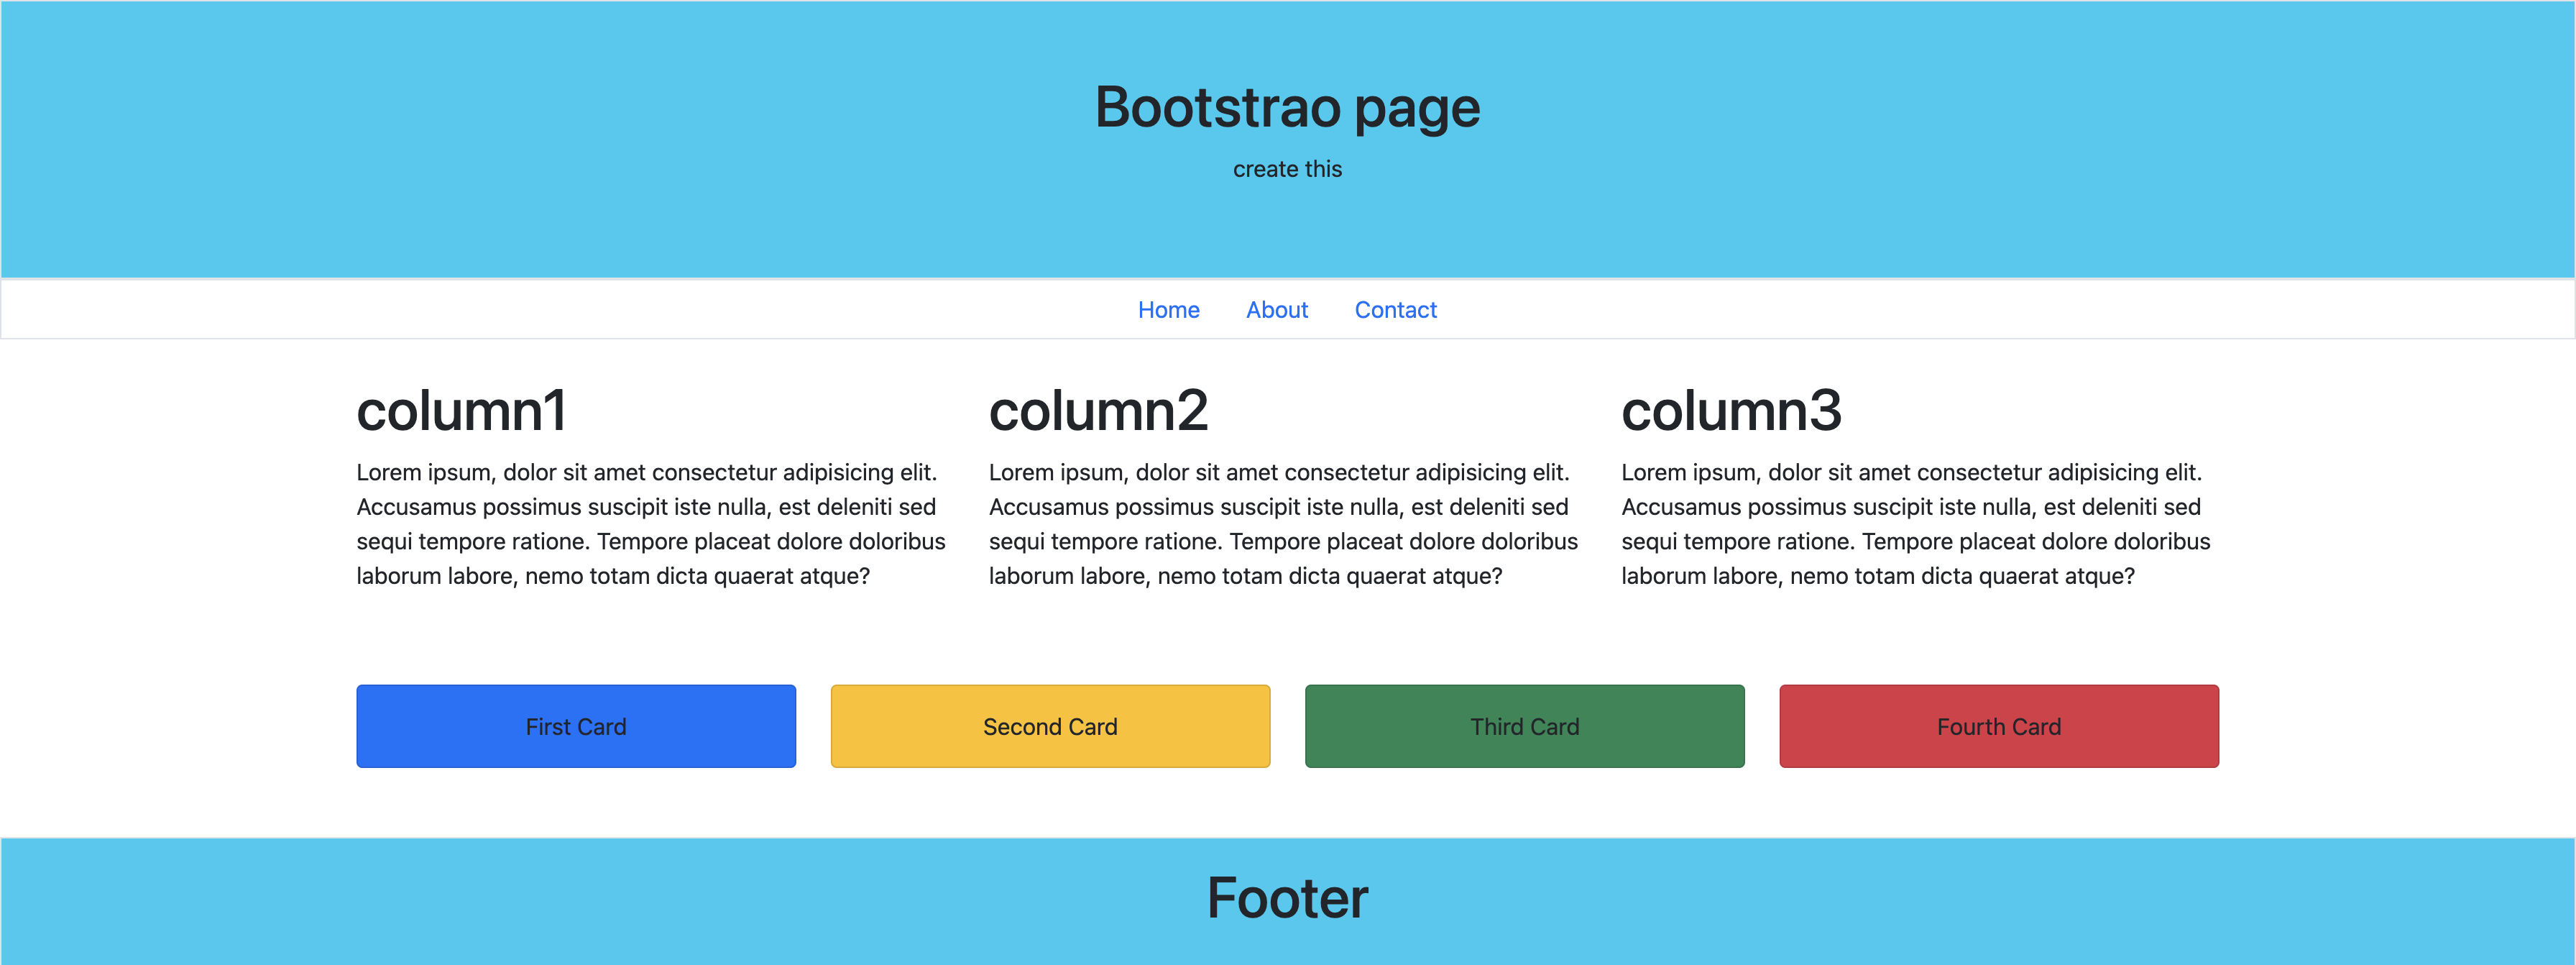 Bootstrao page
create this
Home About Contact
column1
Lorem ipsum, dolor sit amet consectetur adipisicing elit.
Accusamus possimus suscipit iste nulla, est deleniti sed
sequi tempore ratione. Tempore placeat dolore doloribus
laborum labore, nemo totam dicta quaerat atque?
column2
Lorem ipsum, dolor sit amet consectetur adipisicing elit.
Accusamus possimus suscipit iste nulla, est deleniti sed
sequi tempore ratione. Tempore placeat dolore doloribus
laborum labore, nemo totam dicta quaerat atque?
column3
Lorem ipsum, dolor sit amet consectetur adipisicing elit.
Accusamus possimus suscipit iste nulla, est deleniti sed
sequi tempore ratione. Tempore placeat dolore doloribus
laborum labore, nemo totam dicta quaerat atque?
First Card
Second Card
Third Card
Fourth Card
Footer